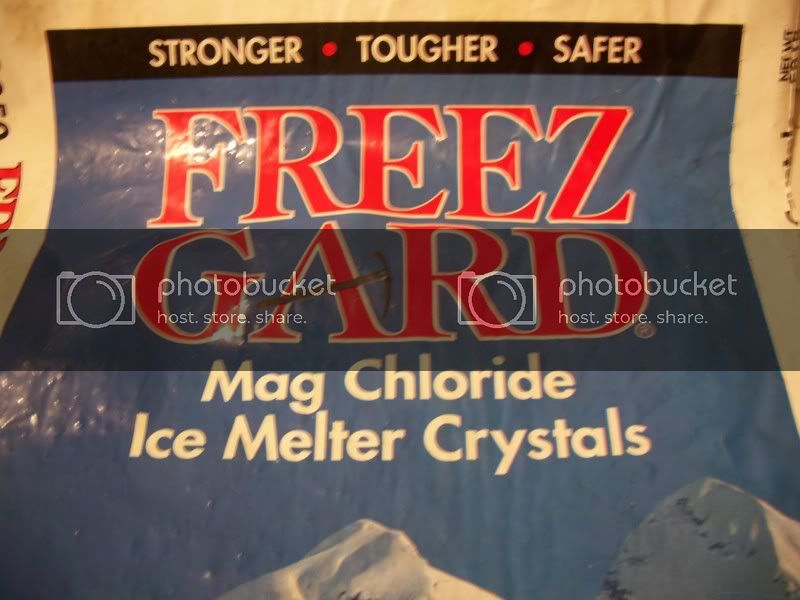 STRONGER • TOUGHER • SAFER
FREEZ
GARD®
Mag Chloride
Ice Melter Crystals
photobucket
host. store. share.
photobucket
host. store. share.